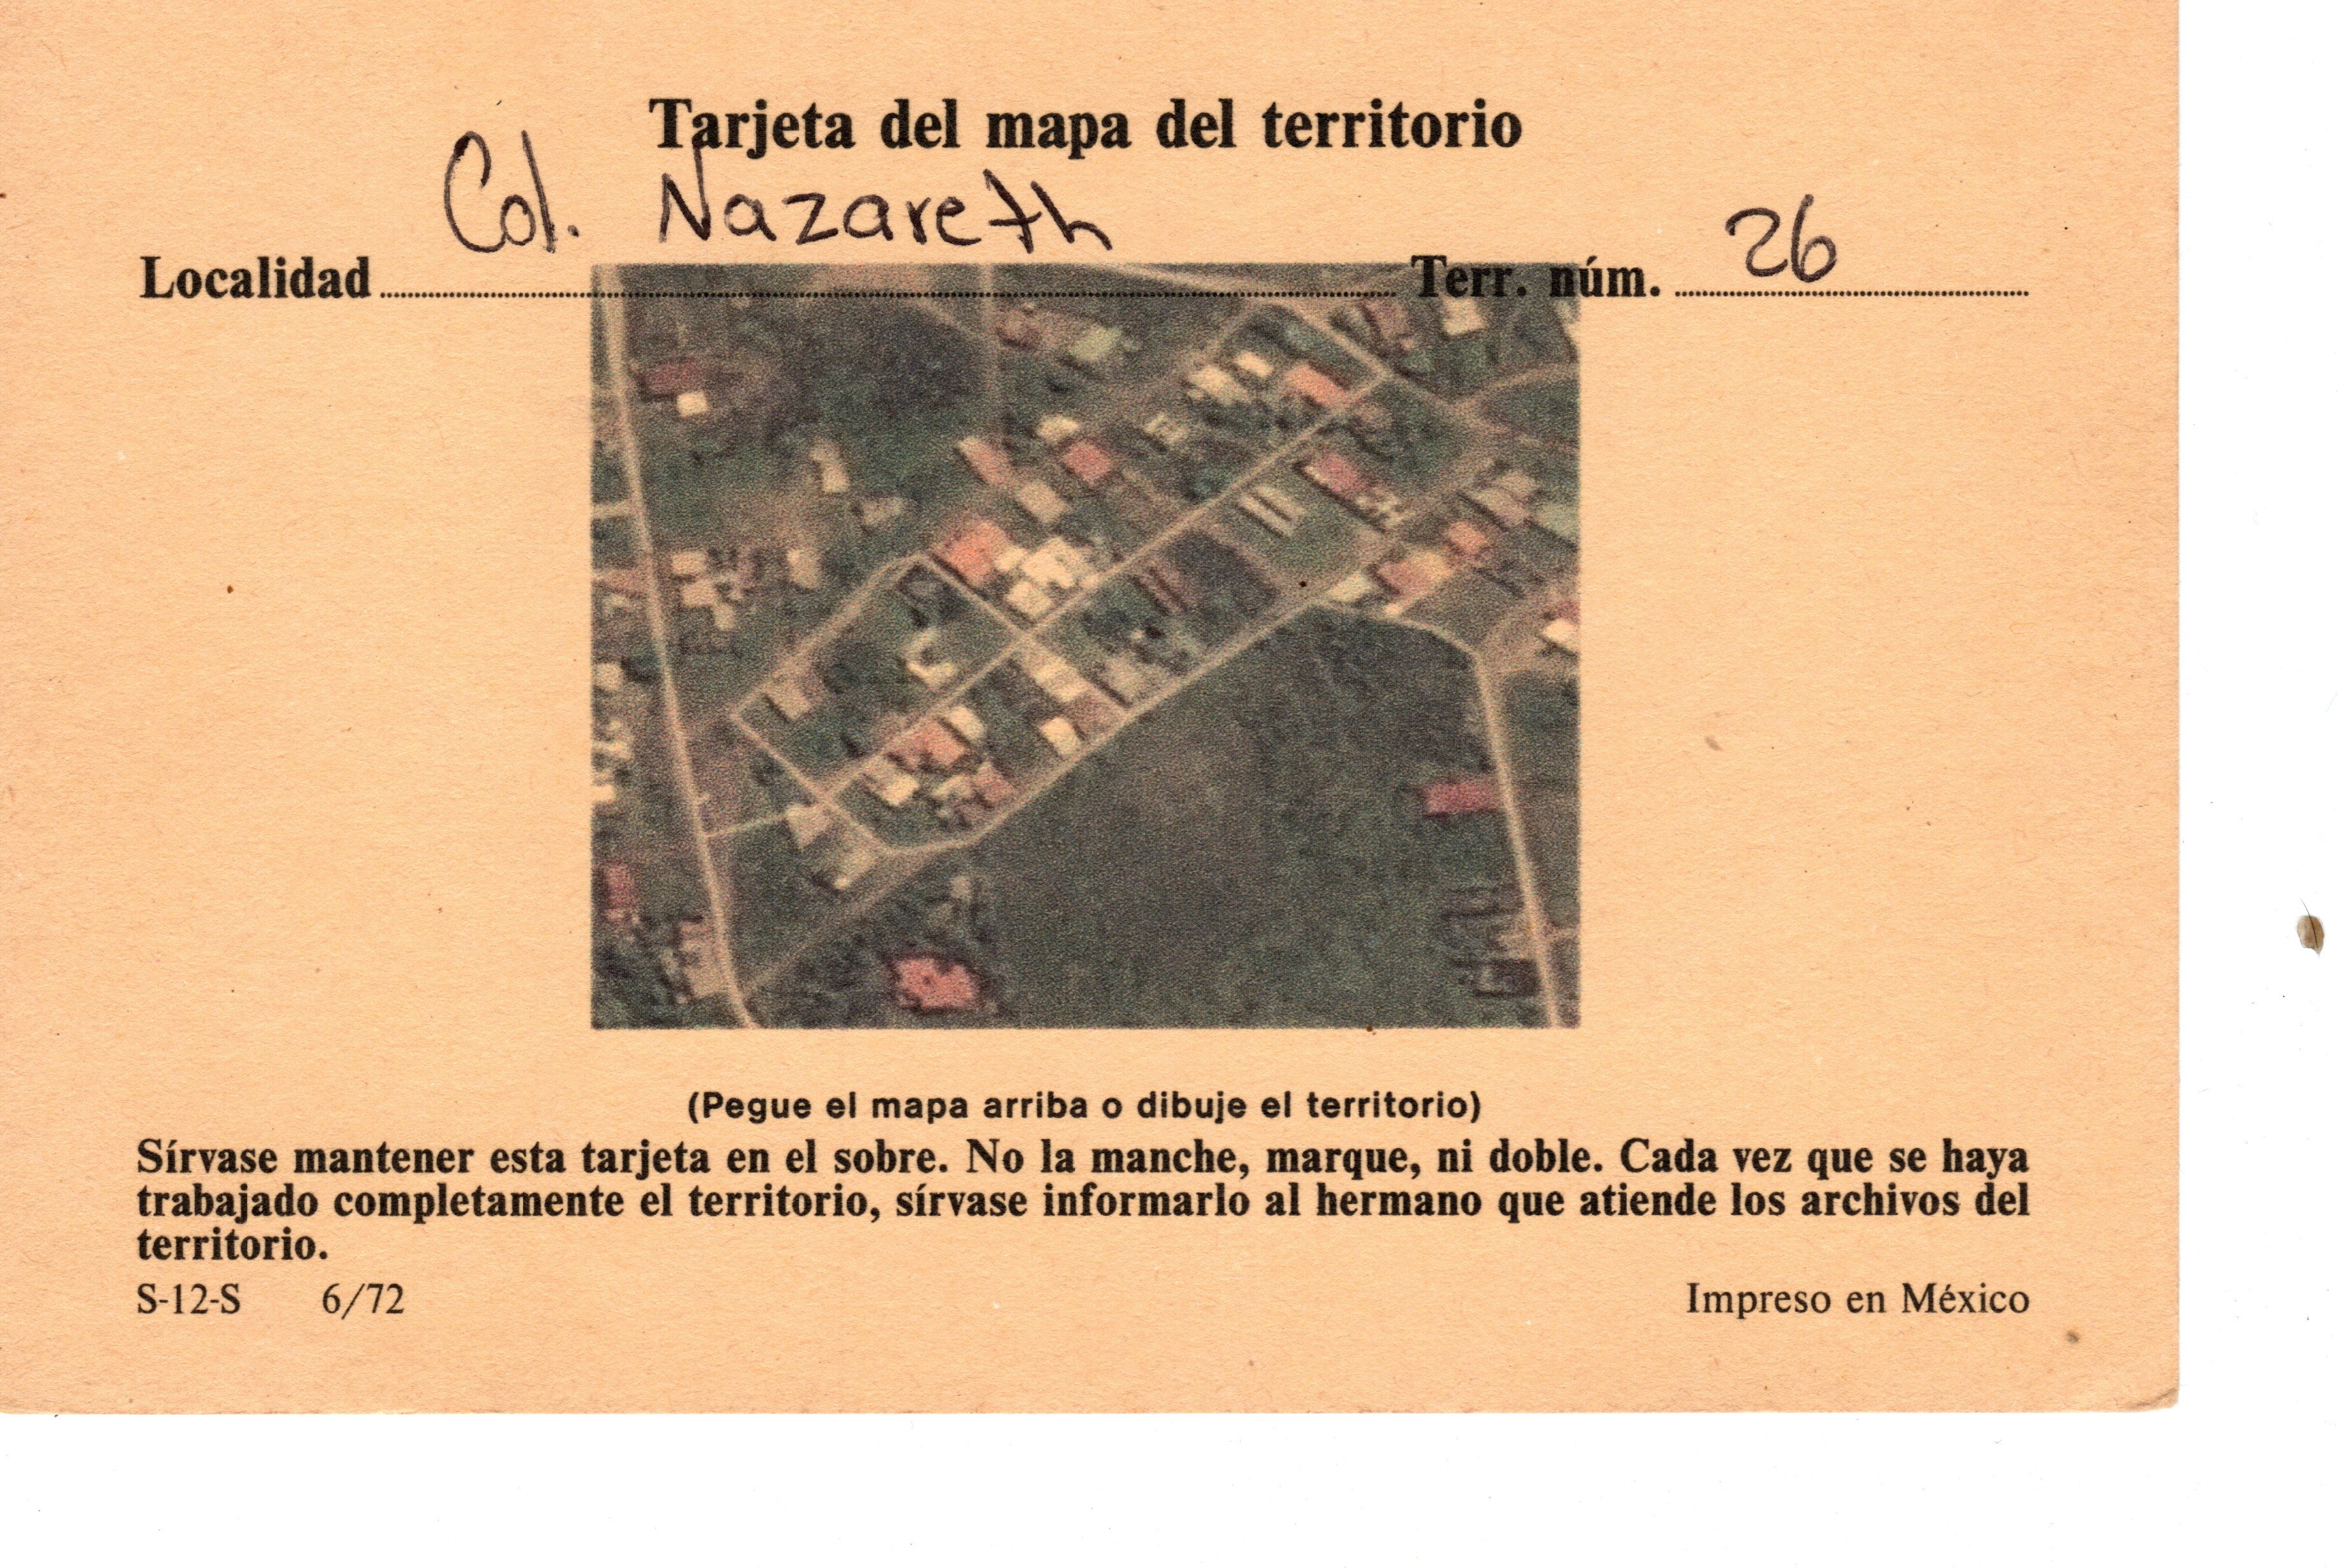 Tarjeta del mapa del territorio
Col. Nazareth
Localidad Terr. núm. 26
(Pegue el mapa arriba o dibuje el territorio)
Sírvase mantener esta tarjeta en el sobre. No la manche, marque, ni doble. Cada vez que se haya
trabajado completamente el territorio, sírvase informarlo al hermano que atiende los archivos del
territorio.
S-12-S 6/72 Impreso en México